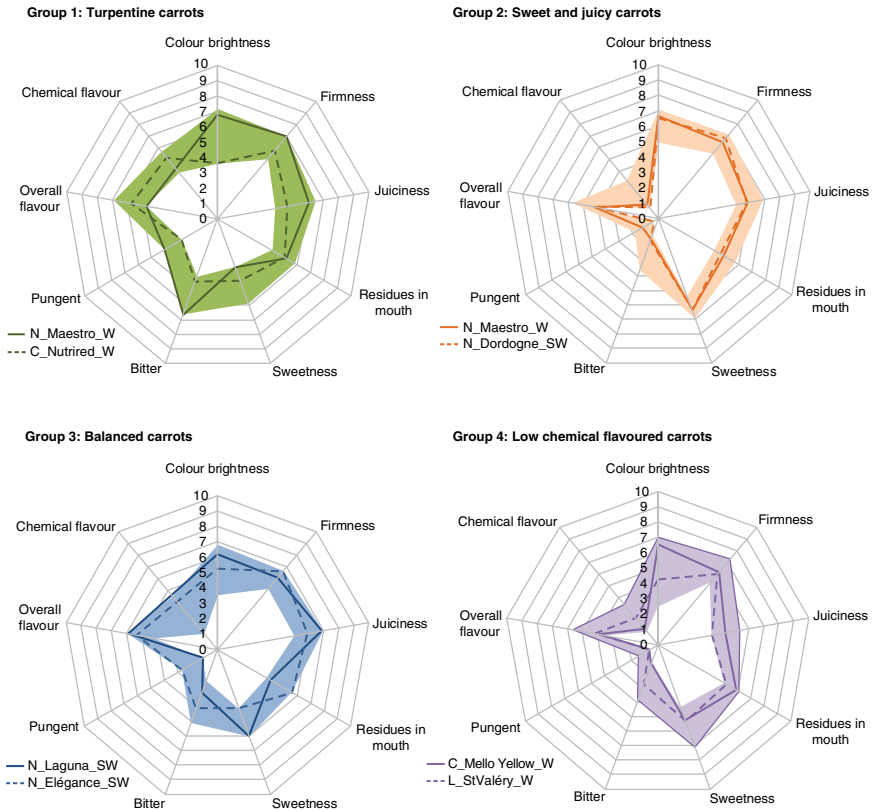 Group 1: Turpentine carrots
Colour brightness
10
9
8
7
6
5
4
3
2
1
0
Firmness
Juiciness
Residues in
mouth
Sweetness
Bitter
Pungent
Overall
flavour
Chemical flavour
N_Maestro_W
C_Nutrired_W
Group 2: Sweet and juicy carrots
Colour brightness
10
9
8
7
6
5
4
3
2
1
0
Firmness
Juiciness
Residues in
mouth
Sweetness
Bitter
Pungent
Overall
flavour
Chemical flavour
N_Maestro_W
N_Dordogne_SW
Group 3: Balanced carrots
Colour brightness
10
9
8
7
6
5
4
3
2
1
0
Firmness
Juiciness
Residues in
mouth
Sweetness
Bitter
Pungent
Overall
flavour
Chemical flavour
N_Laguna_SW
N_Elégance_SW
Group 4: Low chemical flavoured carrots
Colour brightness
10
9
8
7
6
5
4
3
2
1
0
Firmness
Juiciness
Residues in
mouth
Sweetness
Bitter
Pungent
Overall
flavour
Chemical flavour
C_Mello Yellow_W
L_StValéry_W